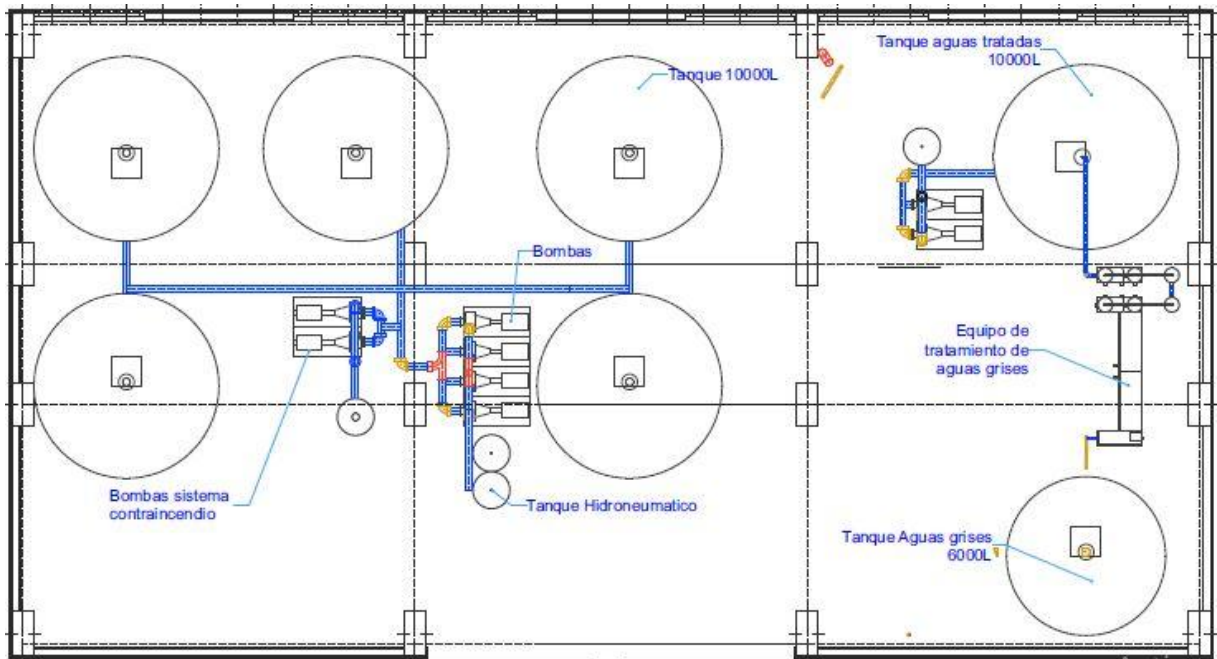 Tanque aguas tratadas
10000L
Tanque 10000L
Bombas
Equipo de
tratamiento de
aguas grises
Bombas sistema
contraincendio
Tanque Hidroneumatico
Tanque Aguas grises
6000L